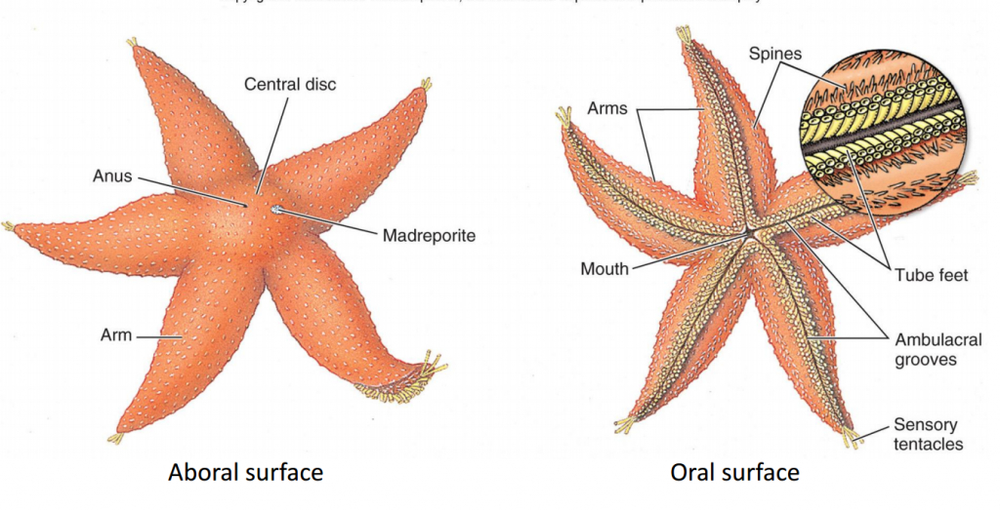 Central disc
Anus
Madreporite
Arm
Aboral surface
Spines
Arms
Mouth
Tube feet
Ambulacral
grooves
Sensory
tentacles
Oral surface